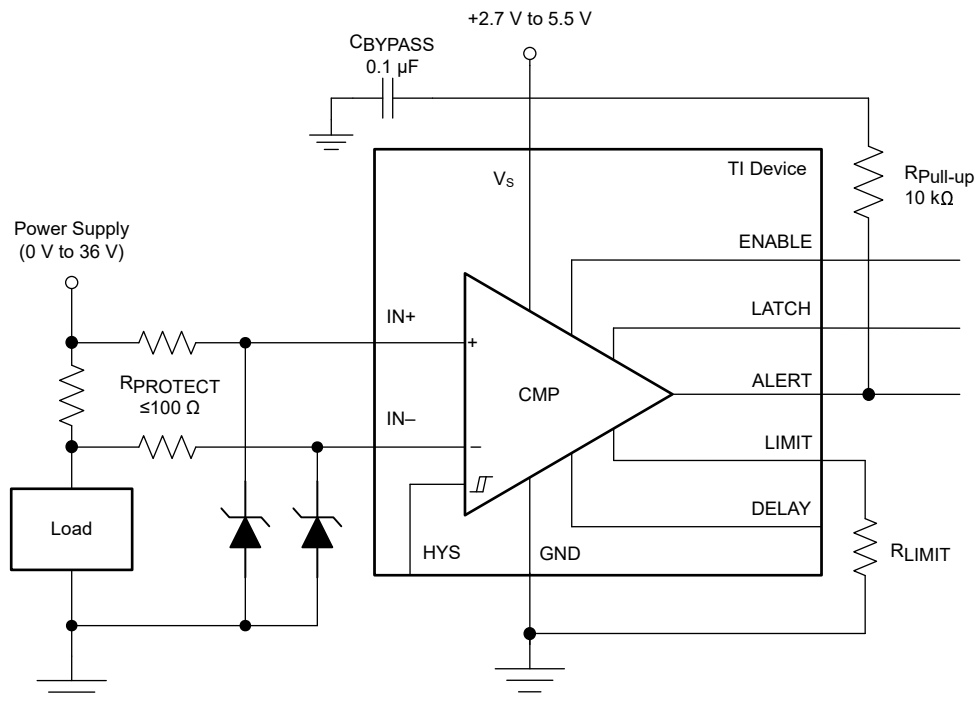 +2.7 V to 5.5 V
CBYPASS
0.1 µF
TI Device
VS
RPull-up
10 kΩ
Power Supply
(0 V to 36 V)
ENABLE
LATCH
IN+
+
RPROTECT
≤100 Ω
CMP
ALERT
IN–
–
LIMIT
Load
DELAY
HYS
GND
RLIMIT